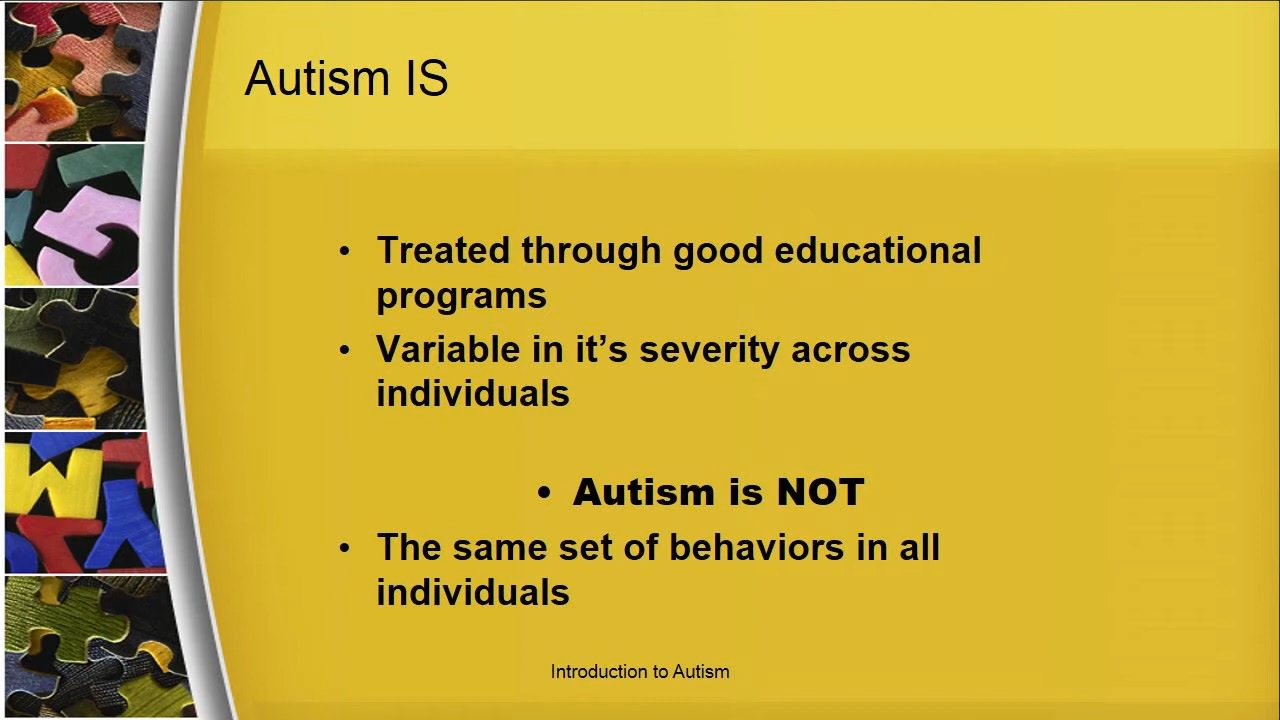 Autism IS
• Treated through good educational
programs
• Variable in it’s severity across
individuals
• Autism is NOT
• The same set of behaviors in all
individuals
Introduction to Autism